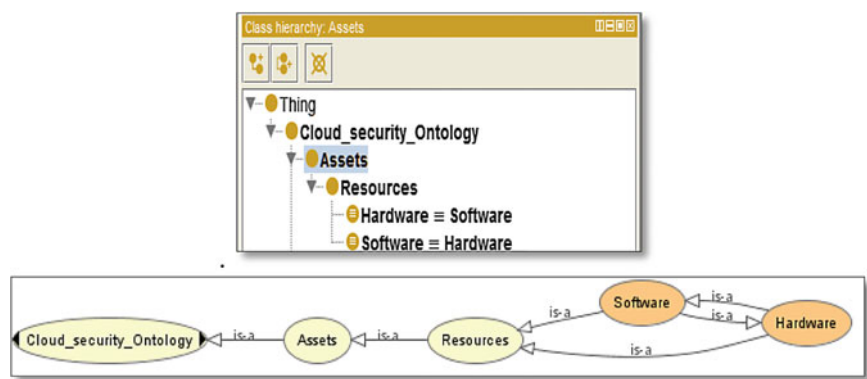 Class hierarchy: Assets
Thing
Cloud_security_Ontology
Assets
Resources
Hardware ≡ Software
Software ≡ Hardware
Cloud_security_Ontology
is-a
Assets
is-a
Resources
is-a
Software
is-a
is-a
is-a
Hardware